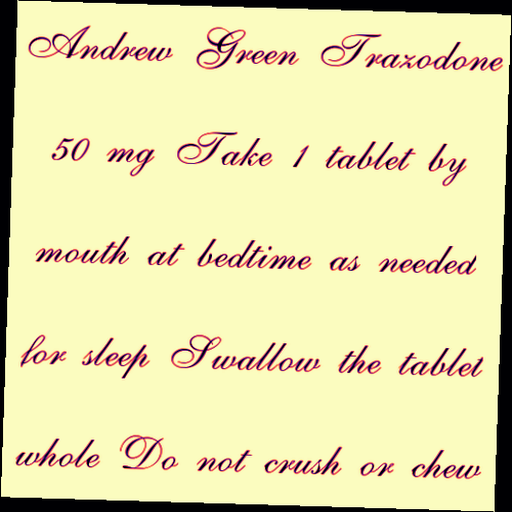 Andrew Green Trazodone
50 mg Take 1 tablet by
mouth at bedtime as needed
for sleep Swallow the tablet
whole Do not crush or chew